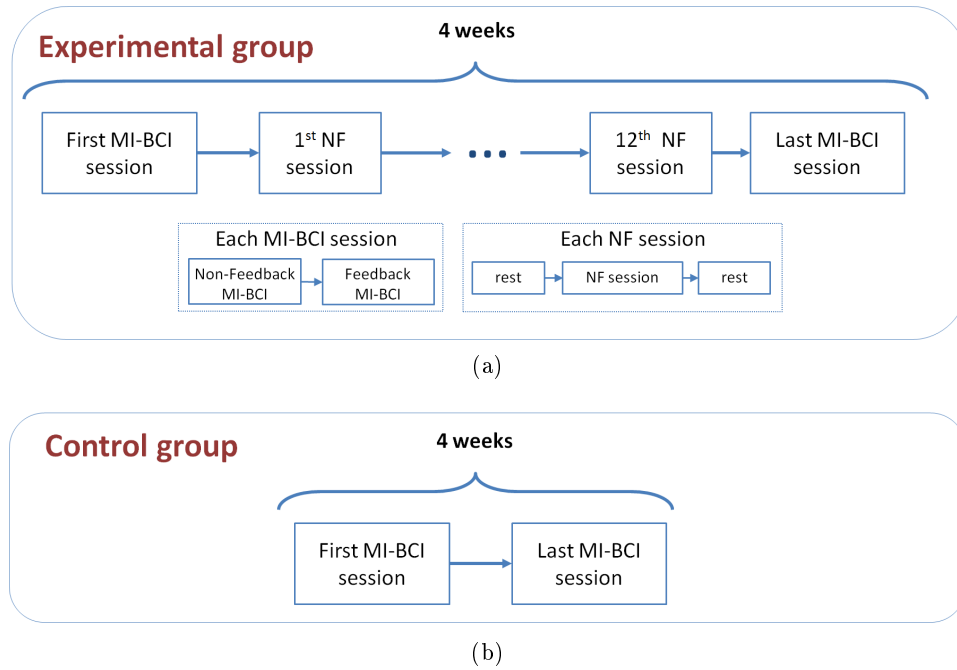 4 weeks
Experimental group
First MI-BCI
session
1st NF
session
...
12th NF
session
Last MI-BCI
session
Each MI-BCI session
Non-Feedback
MI-BCI
Feedback
MI-BCI
Each NF session
rest
NF session
rest
(a)
Control group
4 weeks
First MI-BCI
session
Last MI-BCI
session
(b)